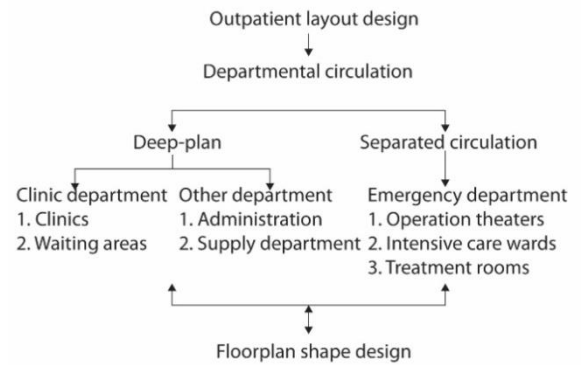 Outpatient layout design
Departmental circulation
Deep-plan
Separated circulation
Clinic department
1. Clinics
2. Waiting areas
Other department
1. Administration
2. Supply department
Emergency department
1. Operation theaters
2. Intensive care wards
3. Treatment rooms
Floorplan shape design